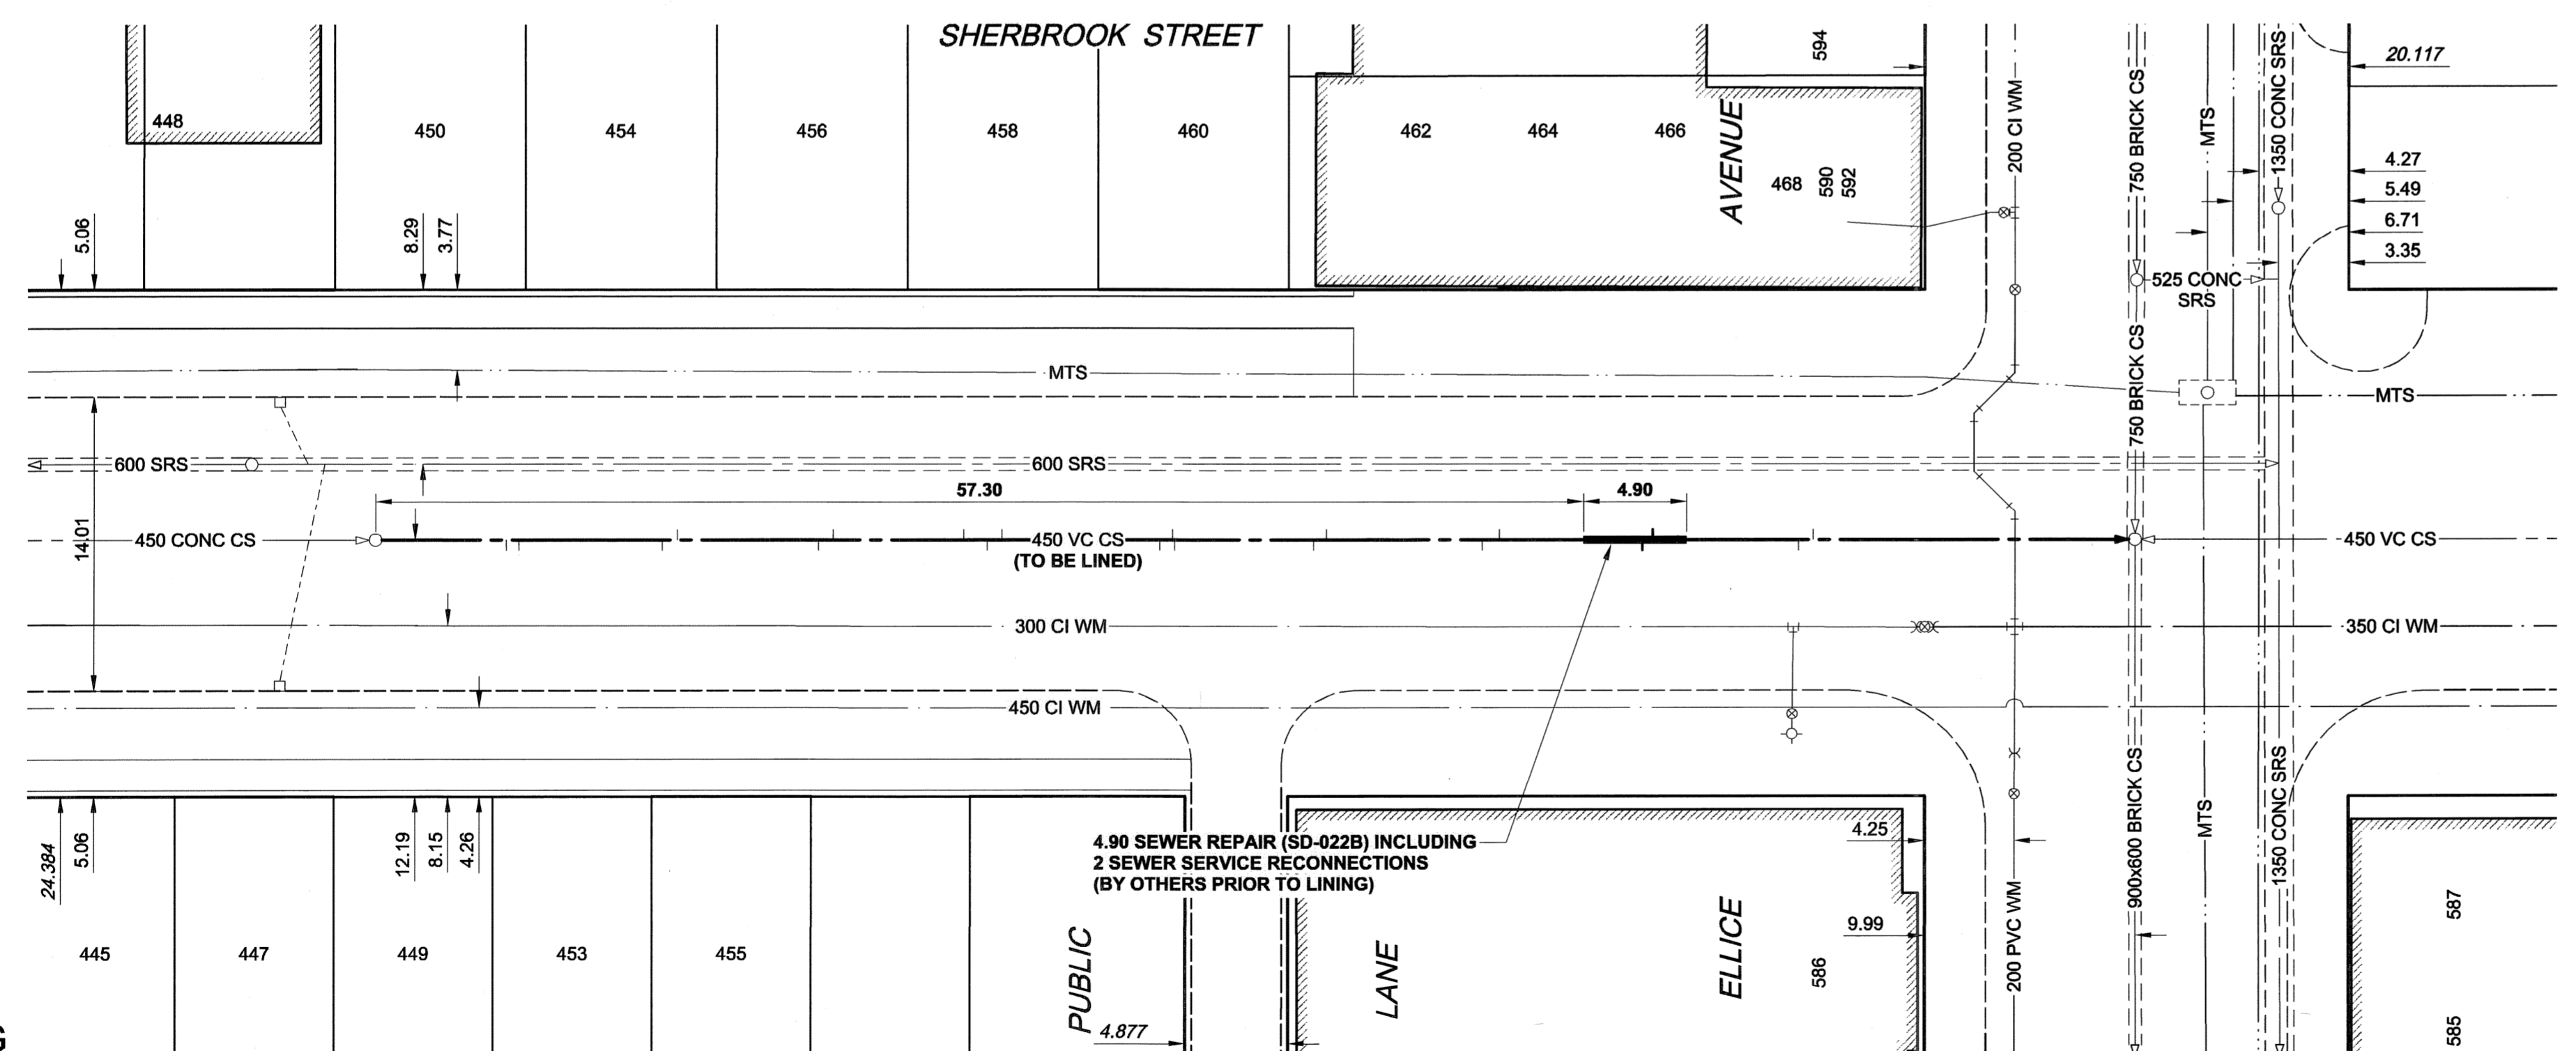 SHERBROOK STREET
594
1350 CONC SRS
20.117
448
450
454
456
458
460
462
464
466
AVENUE
468
590
592
200 CI WM
750 BRICK CS
MTS
4.27
5.49
6.71
3.35
5.06
8.29
3.77
525 CONC
SRS
MTS
750 BRICK CS
MTS
600 SRS
600 SRS
57.30
4.90
14.01
450 CONC CS
450 VC CS
(TO BE LINED)
450 VC CS
300 CI WM
350 CI WM
450 CI WM
24.384
5.06
12.19
8.15
4.26
4.90 SEWER REPAIR (SD-022B) INCLUDING
2 SEWER SERVICE RECONNECTIONS
(BY OTHERS PRIOR TO LINING)
4.25
900x600 BRICK CS
MTS
1350 CONC SRS
445
447
449
453
455
PUBLIC
LANE
ELLICE
9.99
586
200 PVC WM
587
585
4.877